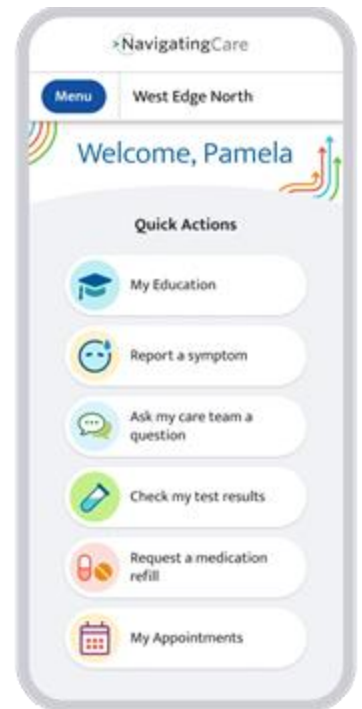 NavigatingCare
Menu
West Edge North
Welcome, Pamela
Quick Actions
My Education
Report a symptom
Ask my care team a
question
Check my test results
Request a medication
refill
My Appointments